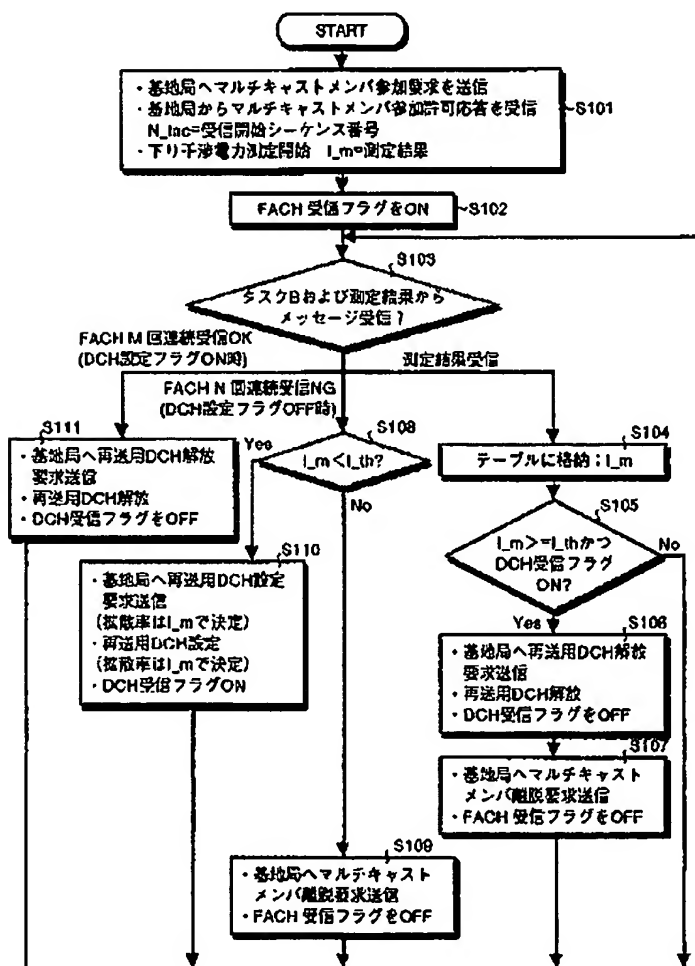 START
・基地局へマルチキャストメンバ参加要求を送信
・基地局からマルチキャストメンバ参加許可応答を受信
N_tac=受信開始シーケンス番号
・下り干渉電力測定開始 I_m=測定結果
S101
FACH 受信フラグをON
S102
S103
タスクBおよび測定結果から
メッセージ受信？
FACH M 回連続受信OK
(DCH設定フラグON時)
FACH N 回連続受信NG
(DCH設定フラグOFF時)
測定結果受信
S111
・基地局へ再送用DCH解放
要求送信
・再送用DCH解放
・DCH受信フラグをOFF
S108
I_m<I_th?
Yes
No
S104
テーブルに格納；I_m
S105
I_m>=I_thかつ
DCH受信フラグ
ON?
No
Yes
S110
・基地局へ再送用DCH設定
要求送信
(拡散率はI_mで決定)
・再送用DCH設定
(拡散率はI_mで決定)
・DCH受信フラグON
S106
・基地局へ再送用DCH解放
要求送信
・再送用DCH解放
・DCH受信フラグをOFF
S107
・基地局へマルチキャスト
メンバ離脱要求送信
・FACH 受信フラグをOFF
S109
・基地局へマルチキャスト
メンバ離脱要求送信
・FACH 受信フラグをOFF